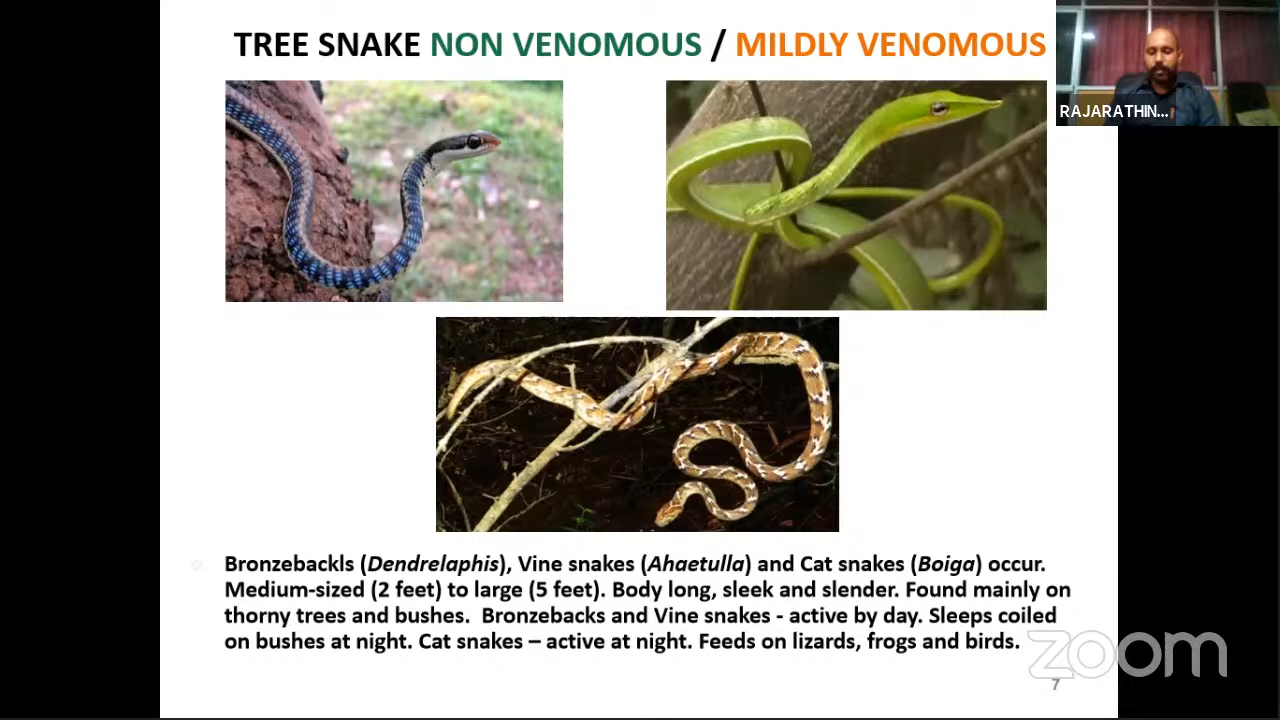 TREE SNAKE NON VENOMOUS / MILDLY VENOMOUS
RAJARATHIN...
Bronzebackls (Dendrelaphis), Vine snakes (Ahaetulla) and Cat snakes (Boiga) occur.
Medium-sized (2 feet) to large (5 feet). Body long, sleek and slender. Found mainly on
thorny trees and bushes.  Bronzebacks and Vine snakes - active by day. Sleeps coiled
on bushes at night. Cat snakes – active at night. Feeds on lizards, frogs and birds.
zoom
7